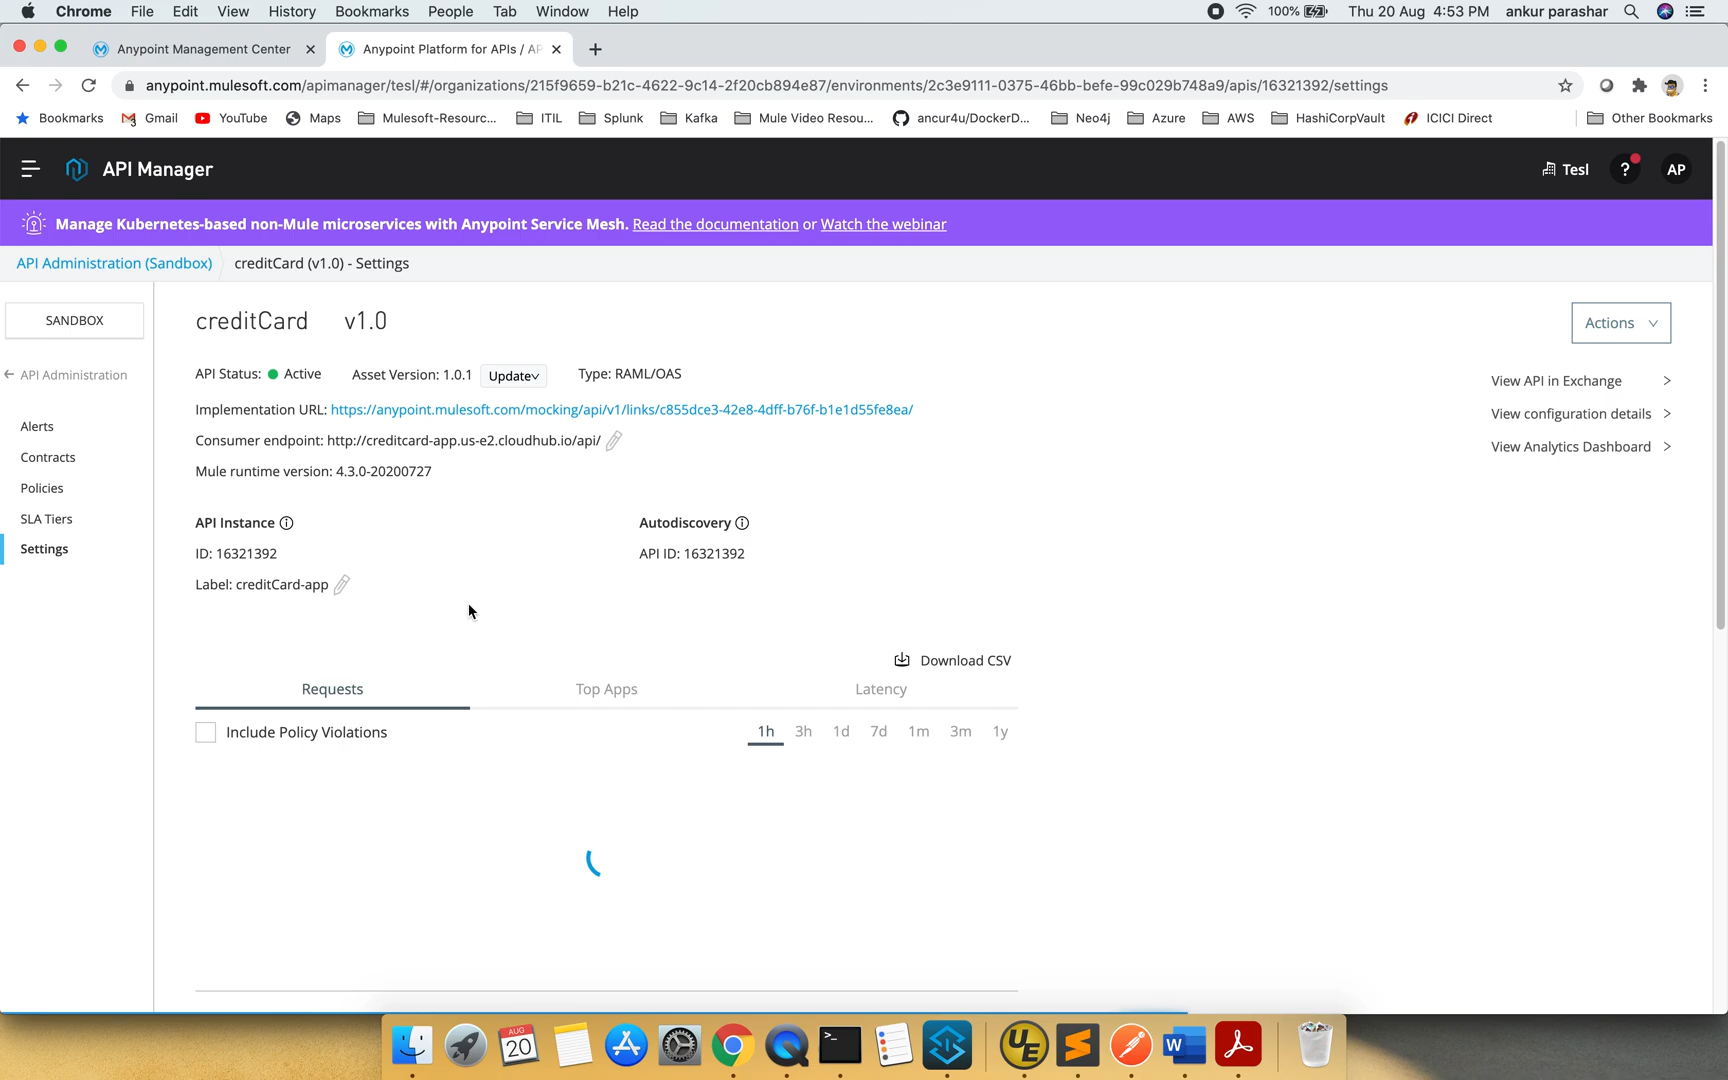 Chrome File Edit View History Bookmarks People Tab Window Help 100% Thu 20 Aug 4:53 PM ankur parashar
Anypoint Management Center Anypoint Platform for APIs / AP
anypoint.mulesoft.com/apimanager/tesl/#/organizations/215f9659-b21c-4622-9c14-2f20cb894e87/environments/2c3e9111-0375-46bb-befe-99c029b748a9/apis/16321392/settings
Bookmarks Gmail YouTube Maps Mulesoft-Resourc... ITIL Splunk Kafka Mule Video Resou... ancur4u/DockerD... Neo4j Azure AWS HashiCorpVault ICICI Direct Other Bookmarks
API Manager Tesl ? AP
Manage Kubernetes-based non-Mule microservices with Anypoint Service Mesh. Read the documentation or Watch the webinar
API Administration (Sandbox) creditCard (v1.0) - Settings
SANDBOX
API Administration
Alerts
Contracts
Policies
SLA Tiers
Settings
creditCard v1.0
Actions
API Status: Active Asset Version: 1.0.1 Update Type: RAML/OAS
Implementation URL: https://anypoint.mulesoft.com/mocking/api/v1/links/c855dce3-42e8-4dff-b76f-b1e1d55fe8ea/
Consumer endpoint: http://creditcard-app.us-e2.cloudhub.io/api/
Mule runtime version: 4.3.0-20200727
View API in Exchange >
View configuration details >
View Analytics Dashboard >
API Instance Autodiscovery
ID: 16321392 API ID: 16321392
Label: creditCard-app
Download CSV
Requests Top Apps Latency
Include Policy Violations 1h 3h 1d 7d 1m 3m 1y
AUG
20
>_
UE
W